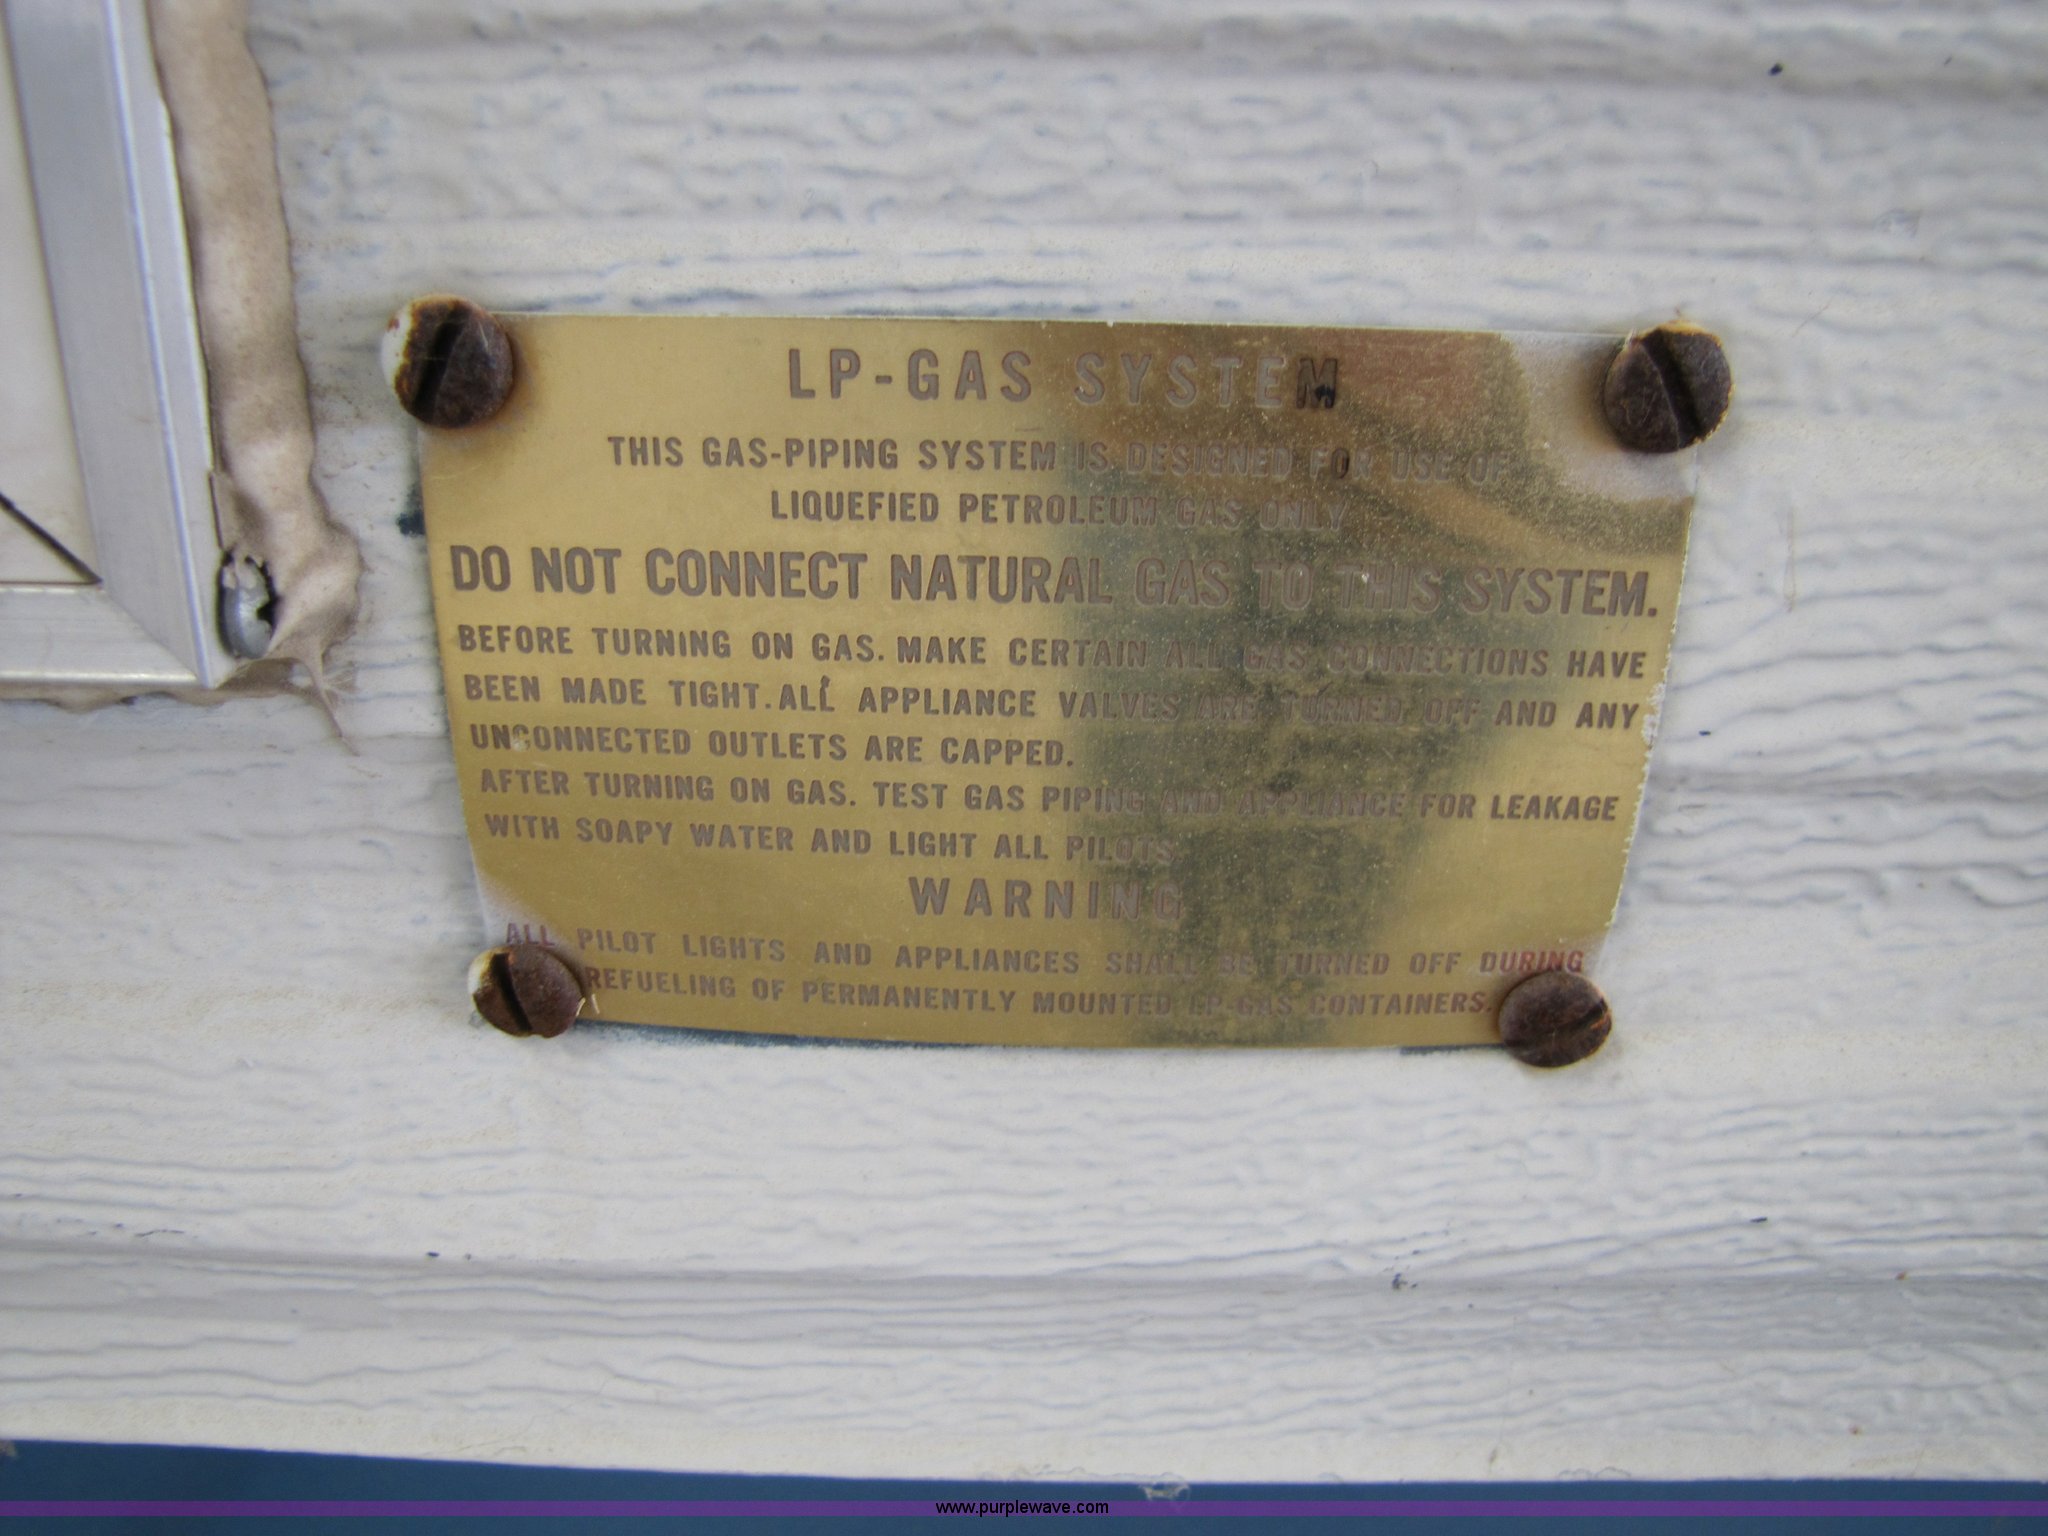 LP-GAS SYSTEM
THIS GAS-PIPING SYSTEM IS DESIGNED FOR USE OF
LIQUEFIED PETROLEUM GAS ONLY
DO NOT CONNECT NATURAL GAS TO THIS SYSTEM.
BEFORE TURNING ON GAS. MAKE CERTAIN ALL GAS CONNECTIONS HAVE
BEEN MADE TIGHT. ALL APPLIANCE VALVES ARE TURNED OFF AND ANY
UNCONNECTED OUTLETS ARE CAPPED.
AFTER TURNING ON GAS. TEST GAS PIPING AND APPLIANCE FOR LEAKAGE
WITH SOAPY WATER AND LIGHT ALL PILOTS
WARNING
ALL PILOT LIGHTS AND APPLIANCES SHALL BE TURNED OFF DURING
REFUELING OF PERMANENTLY MOUNTED LP-GAS CONTAINERS.
www.purplewave.com